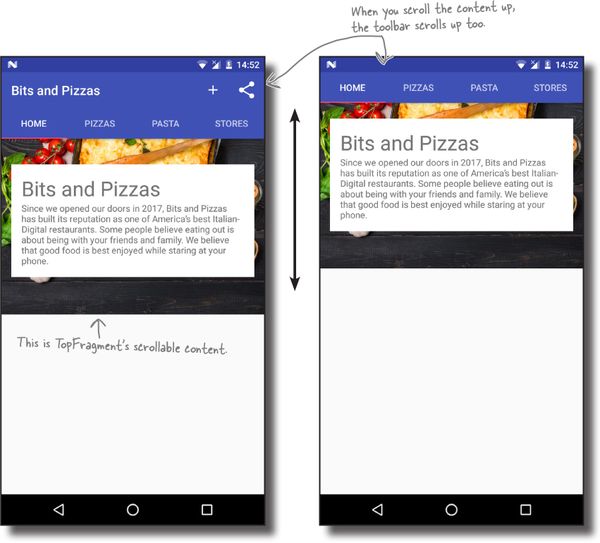 When you scroll the content up,
the toolbar scrolls up too.
14:52
Bits and Pizzas
+
HOME PIZZAS PASTA STORES
Bits and Pizzas
Since we opened our doors in 2017, Bits and Pizzas
has built its reputation as one of America's best Italian-
Digital restaurants. Some people believe eating out is
about being with your friends and family. We believe
that good food is best enjoyed while staring at your
phone.
This is TopFragment's scrollable content.
14:52
HOME PIZZAS PASTA STORES
Bits and Pizzas
Since we opened our doors in 2017, Bits and Pizzas
has built its reputation as one of America's best Italian-
Digital restaurants. Some people believe eating out is
about being with your friends and family. We believe
that good food is best enjoyed while staring at your
phone.